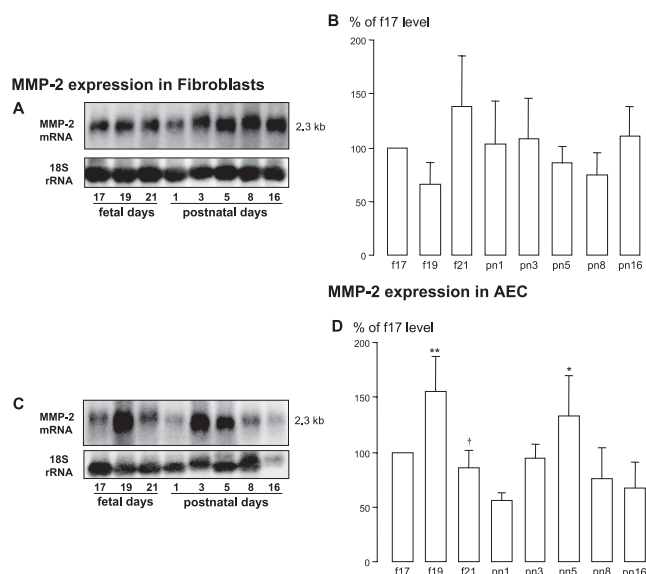 MMP-2 expression in Fibroblasts
A
MMP-2
mRNA
2.3 kb
18S
rRNA
17 19 21 1 3 5 8 16
fetal days postnatal days
B % of f17 level
200
150
100
50
0
f17 f19 f21 pn1 pn3 pn5 pn8 pn16
MMP-2 expression in AEC
C
MMP-2
mRNA
2.3 kb
18S
rRNA
17 19 21 1 3 5 8 16
fetal days postnatal days
D % of f17 level
200
150
100
50
0
** † *
f17 f19 f21 pn1 pn3 pn5 pn8 pn16